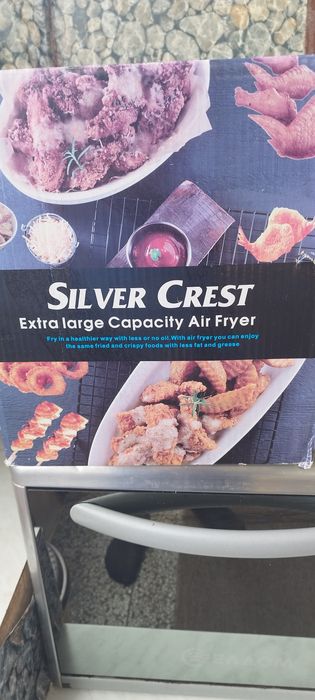 SILVER CREST
Extra large Capacity Air Fryer
Fry in a healthier way with less or no oil.With air fryer you can enjoy
the same fried and crispy foods with less fat and grease